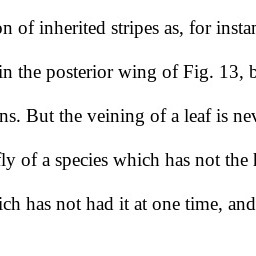 on of inherited stripes as, for instan
in the posterior wing of Fig. 13, b
ns. But the veining of a leaf is nev
fly of a species which has not the
ich has not had it at one time, and